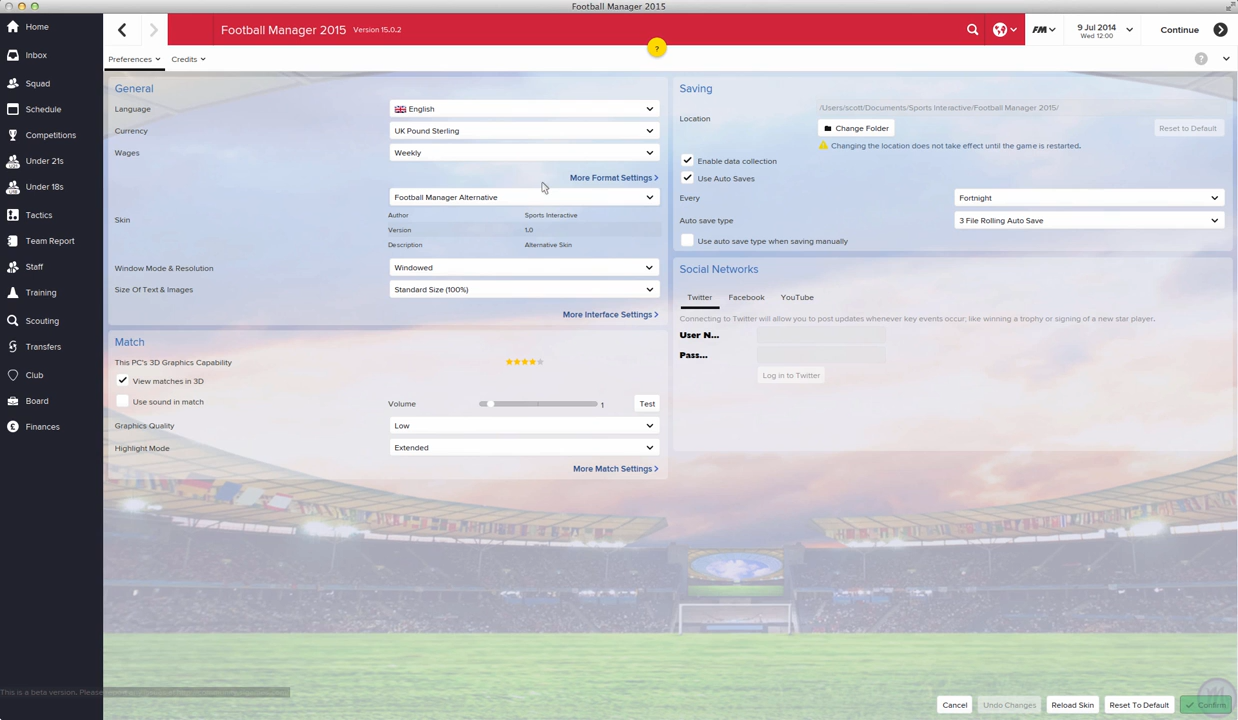 Football Manager 2015
Home
Inbox
Squad
Schedule
Competitions
Under 21s
Under 18s
Tactics
Team Report
Staff
Training
Scouting
Transfers
Club
Board
Finances
Football Manager 2015 Version 15.0.2
?
FM
9 Jul 2014
Wed 12:00
Continue
Preferences
Credits
?
General
Language English
Currency UK Pound Sterling
Wages Weekly
More Format Settings >
Skin Football Manager Alternative
Author Sports Interactive
Version 1.0
Description Alternative Skin
Window Mode & Resolution Windowed
Size Of Text & Images Standard Size (100%)
More Interface Settings >
Match
This PC's 3D Graphics Capability
View matches in 3D
Use sound in match Volume 1 Test
Graphics Quality Low
Highlight Mode Extended
More Match Settings >
Saving
Location /Users/scott/Documents/Sports Interactive/Football Manager 2015/
Change Folder Reset to Default
Changing the location does not take effect until the game is restarted.
Enable data collection
Use Auto Saves
Every Fortnight
Auto save type 3 File Rolling Auto Save
Use auto save type when saving manually
Social Networks
Twitter Facebook YouTube
Connecting to Twitter will allow you to post updates whenever key events occur; like winning a trophy or signing of a new star player.
User N...
Pass...
Log in to Twitter
This is a beta version. Please
Cancel Undo Changes Reload Skin Reset To Default Confirm